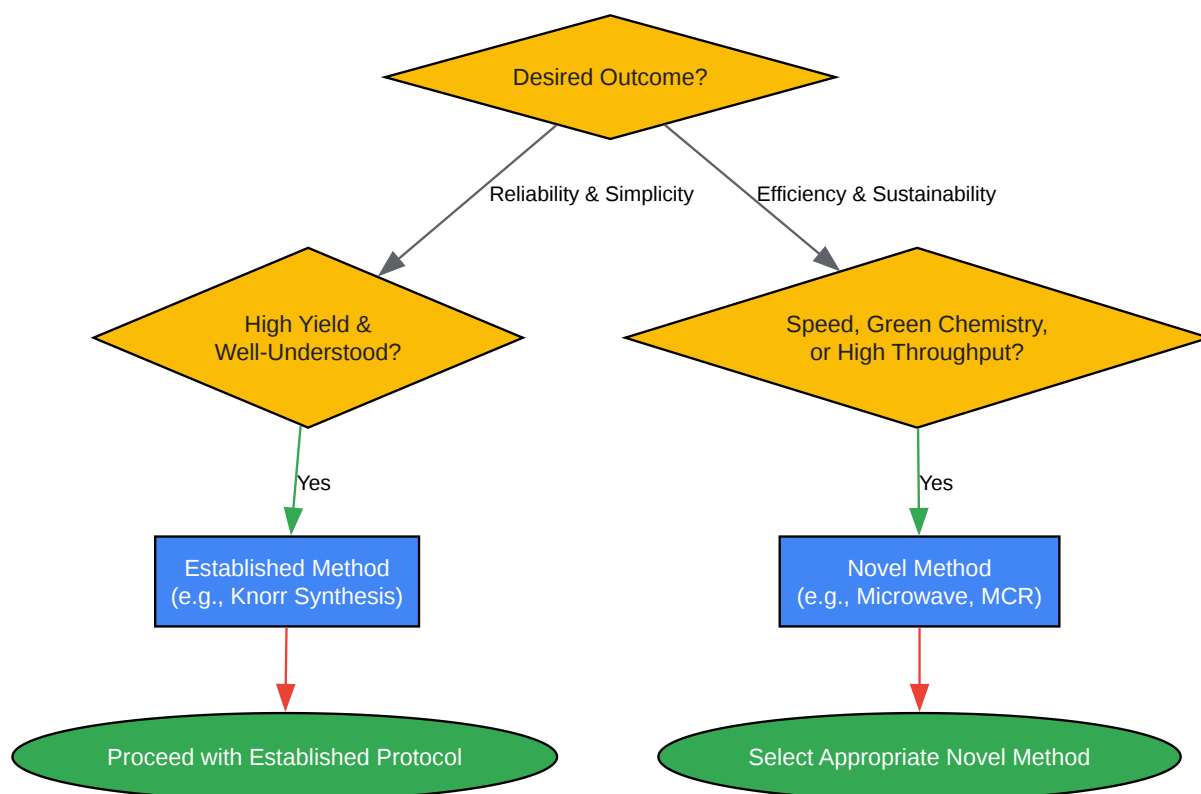 Desired Outcome?
Reliability & Simplicity
Efficiency & Sustainability
High Yield &
Well-Understood?
Speed, Green Chemistry,
or High Throughput?
Yes
Yes
Established Method
(e.g., Knorr Synthesis)
Novel Method
(e.g., Microwave, MCR)
Proceed with Established Protocol
Select Appropriate Novel Method